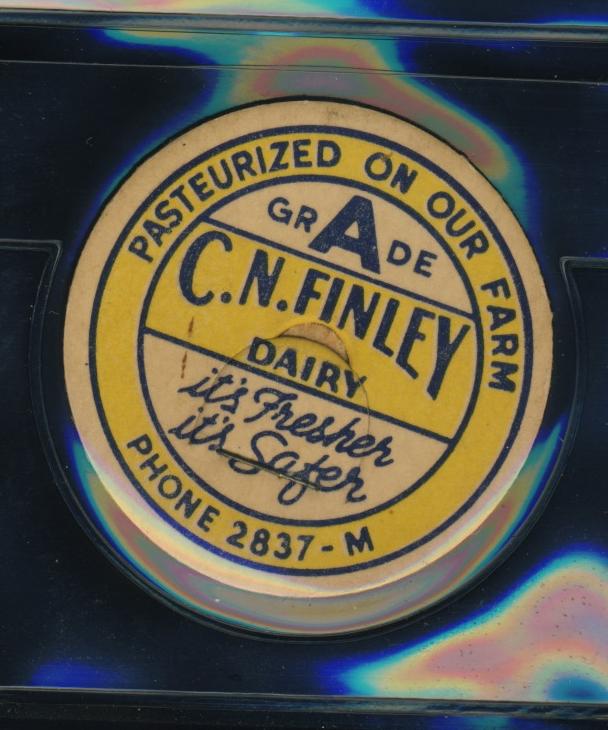 PASTEURIZED ON OUR FARM
GRADE
C.N. FINLEY
DAIRY
it's Fresher
it's Safer
PHONE 2837-M